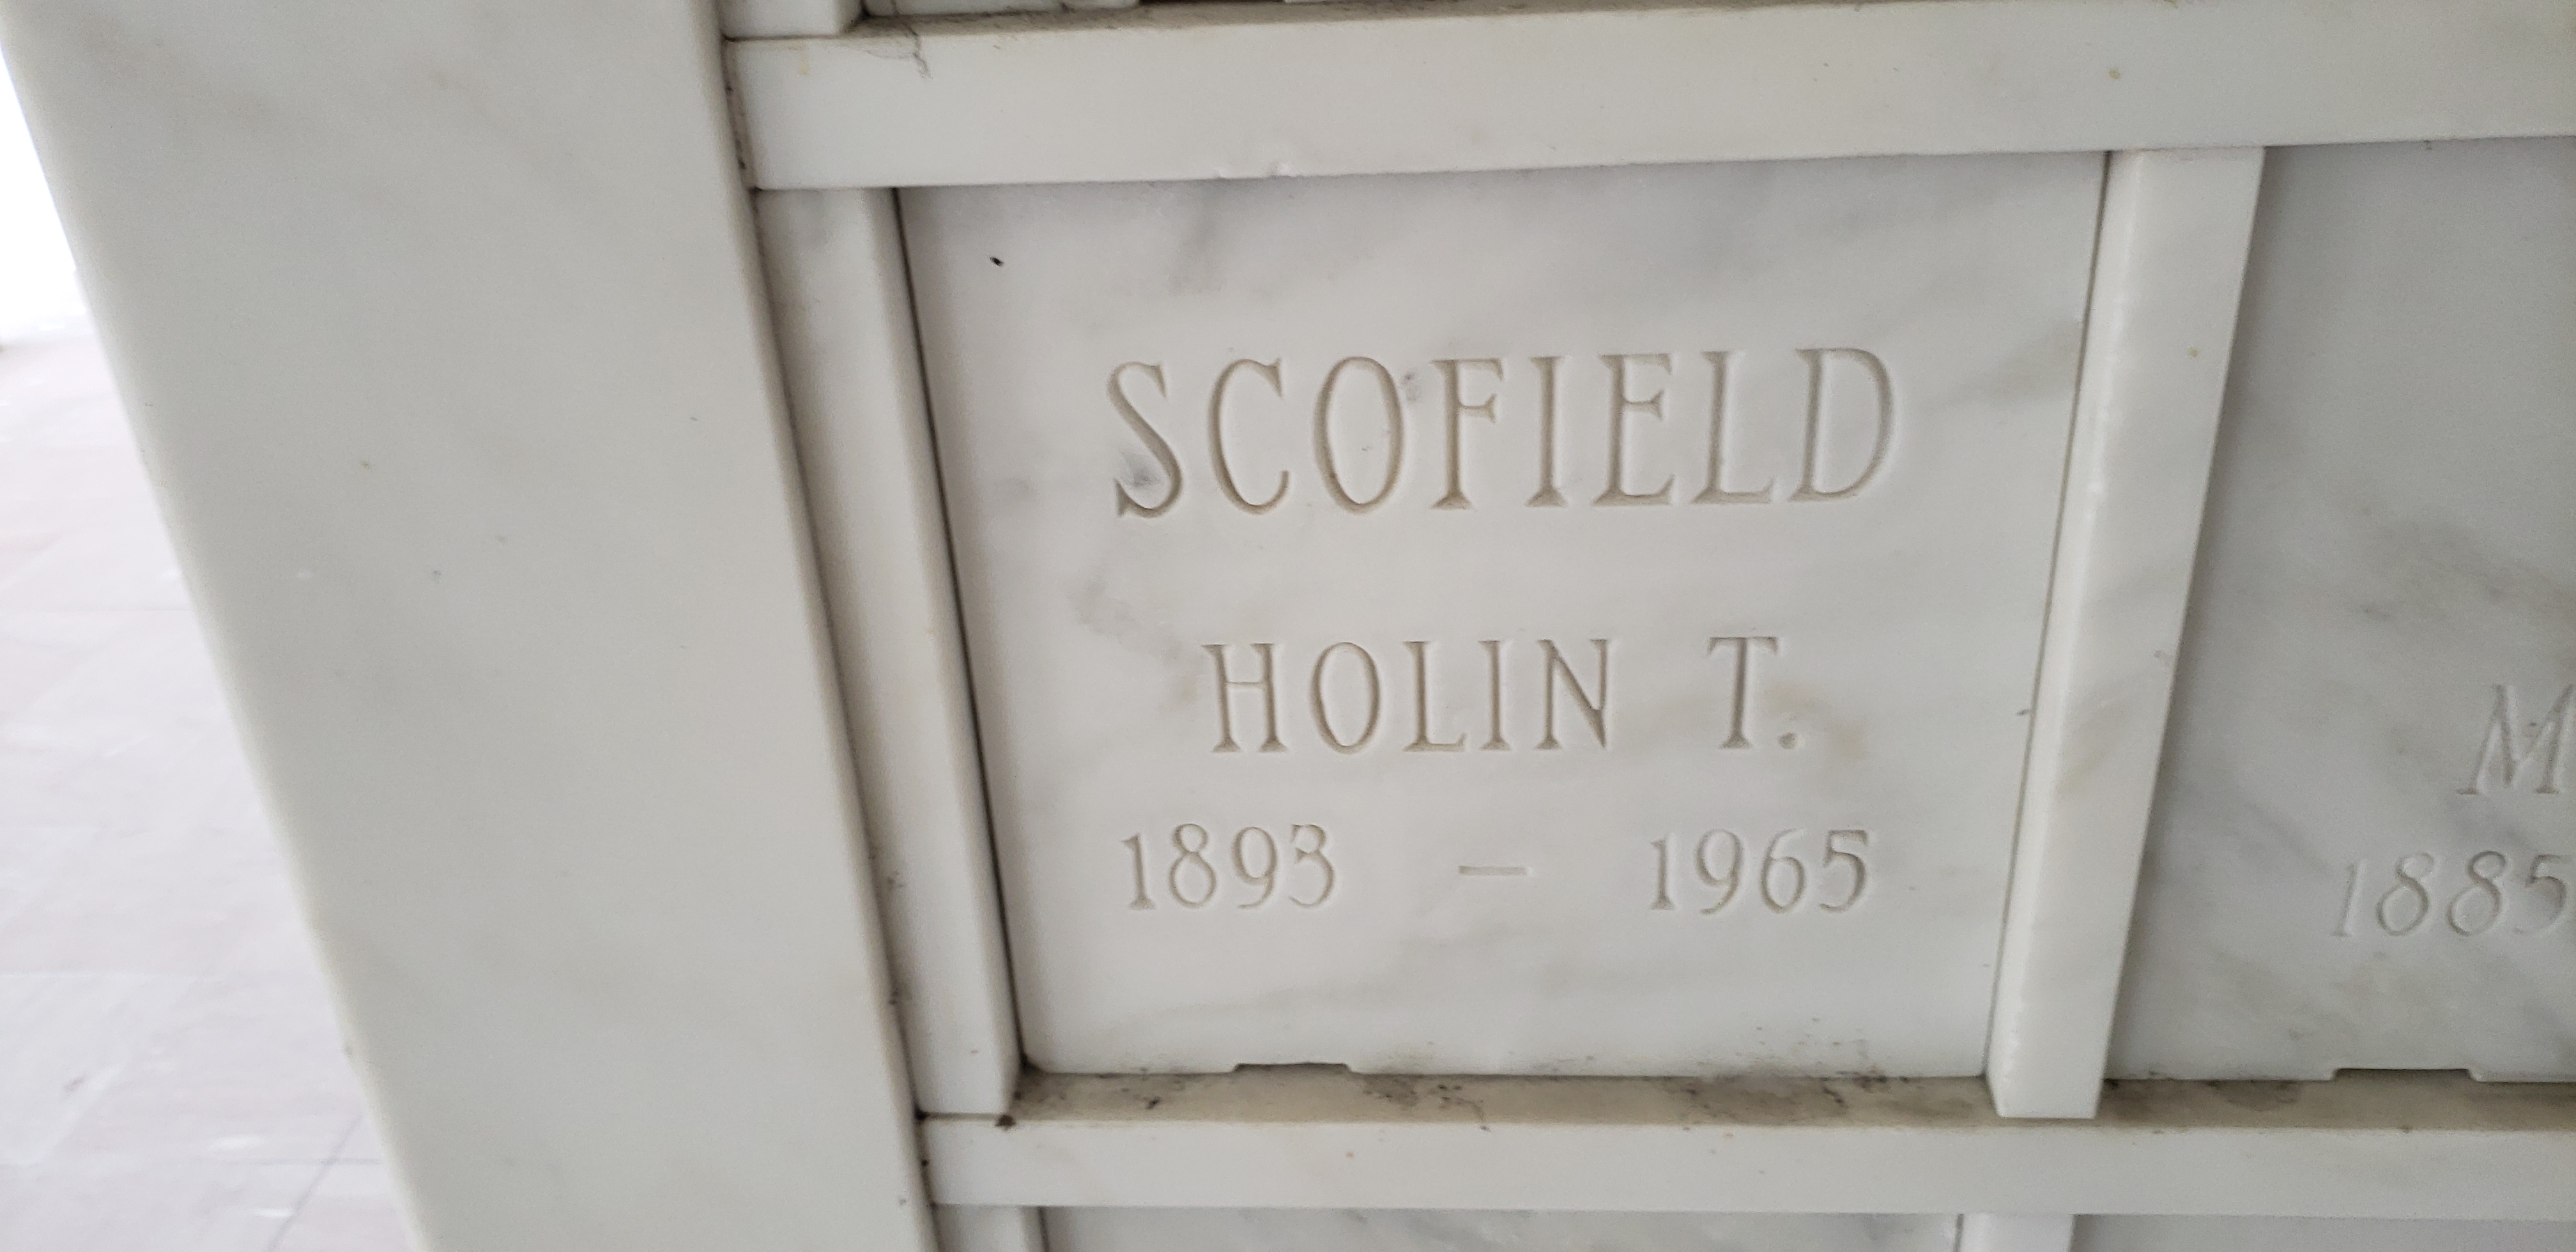 SCOFIELD
HOLIN T.
1893 — 1965
M
1885